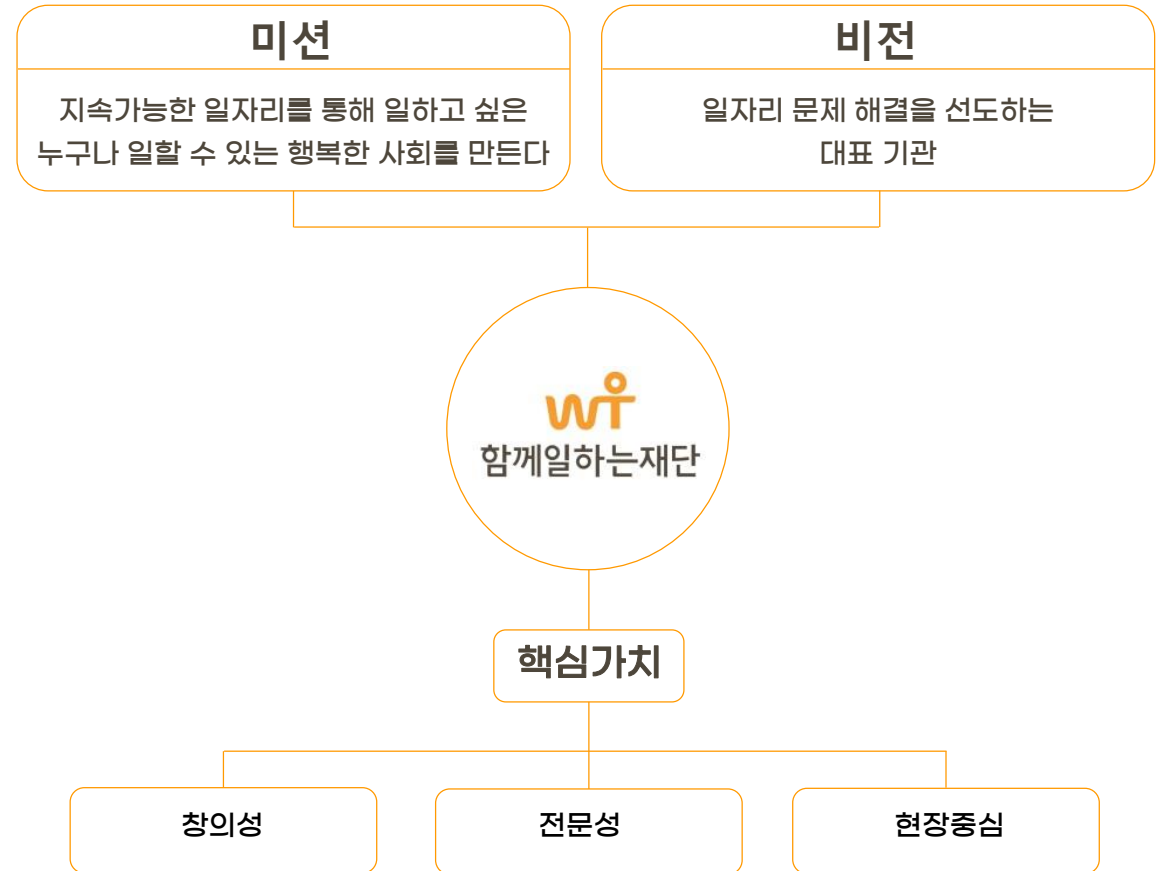 미션
지속가능한 일자리를 통해 일하고 싶은
누구나 일할 수 있는 행복한 사회를 만든다
비전
일자리 문제 해결을 선도하는
대표 기관
함께일하는재단
핵심가치
창의성
전문성
현장중심